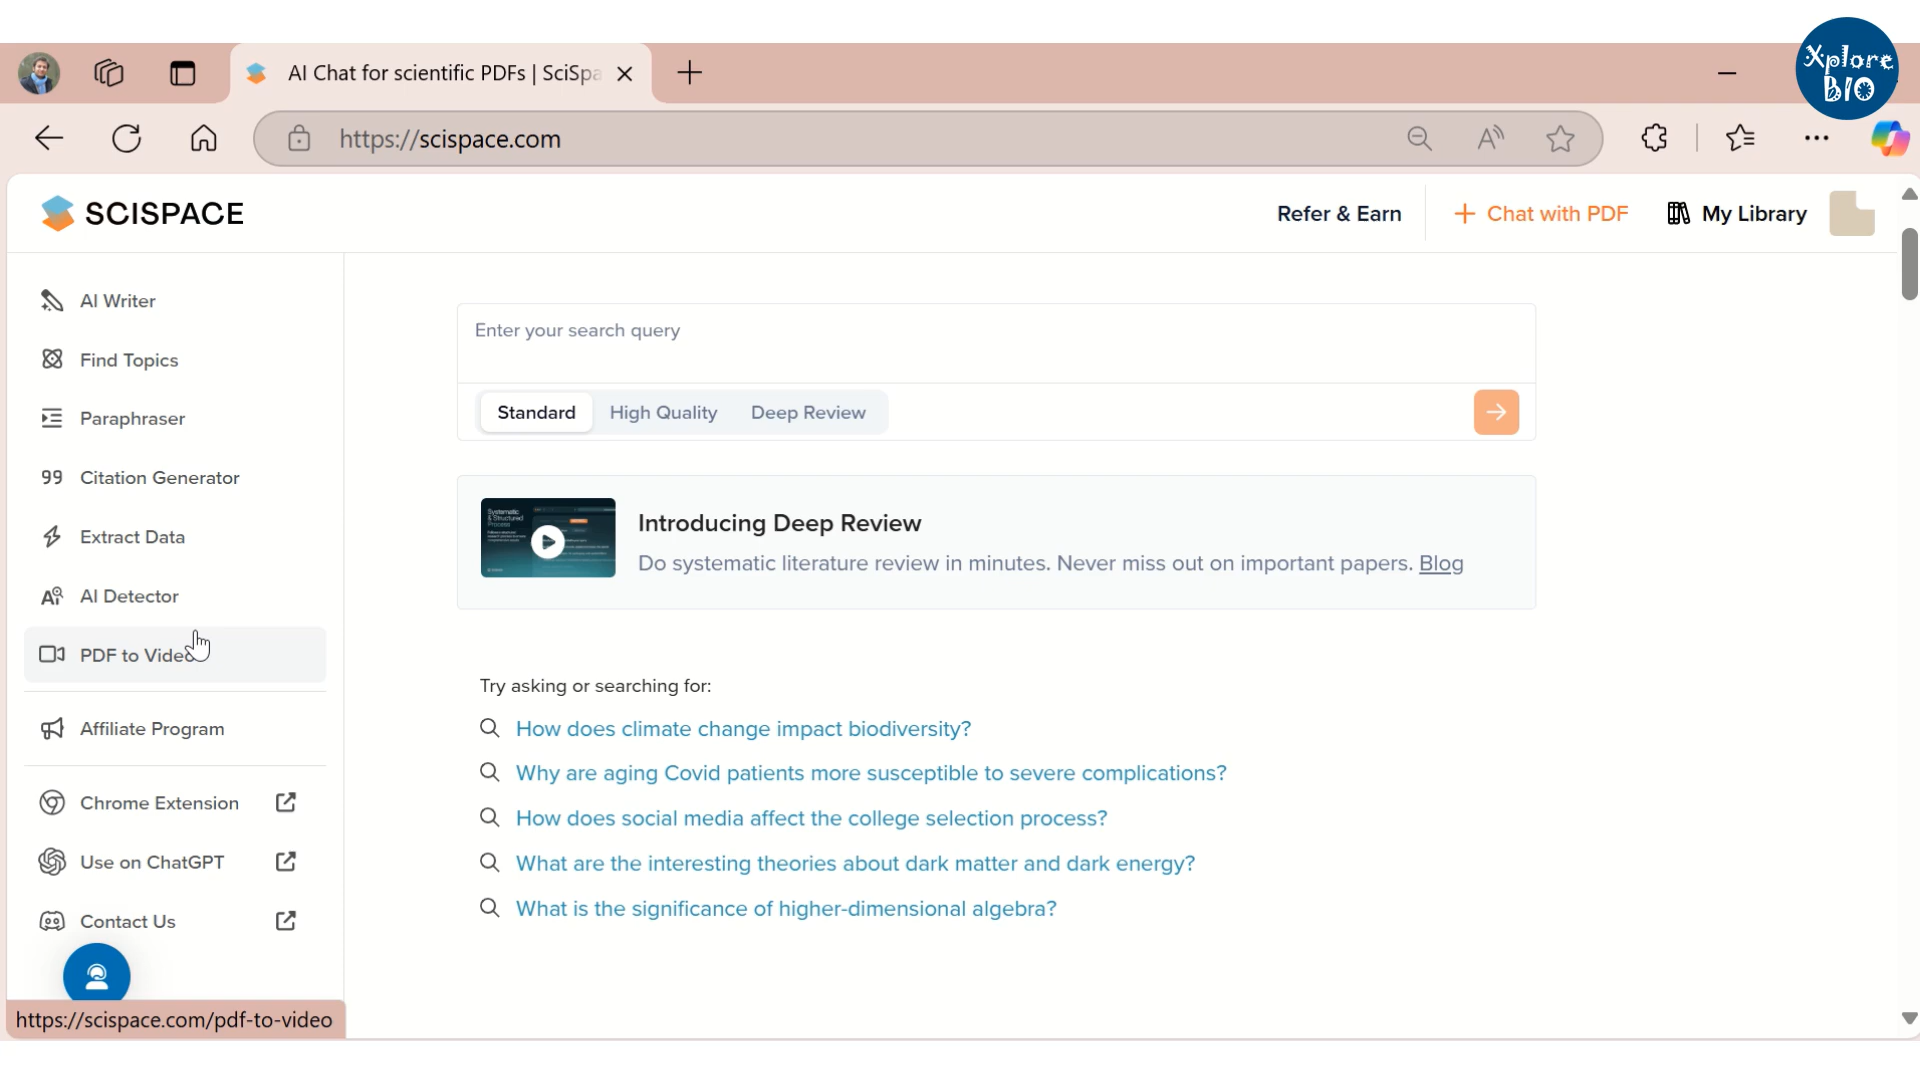 Xplore
BIO
AI Chat for scientific PDFs | SciSpa
https://scispace.com
SCISPACE
Refer & Earn
Chat with PDF
My Library
AI Writer
Find Topics
Paraphraser
Citation Generator
Extract Data
AI Detector
PDF to Video
Affiliate Program
Chrome Extension
Use on ChatGPT
Contact Us
https://scispace.com/pdf-to-video
Enter your search query
Standard
High Quality
Deep Review
Systematic
& Structured
Process
Introducing Deep Review
Do systematic literature review in minutes. Never miss out on important papers. Blog
Try asking or searching for:
How does climate change impact biodiversity?
Why are aging Covid patients more susceptible to severe complications?
How does social media affect the college selection process?
What are the interesting theories about dark matter and dark energy?
What is the significance of higher-dimensional algebra?